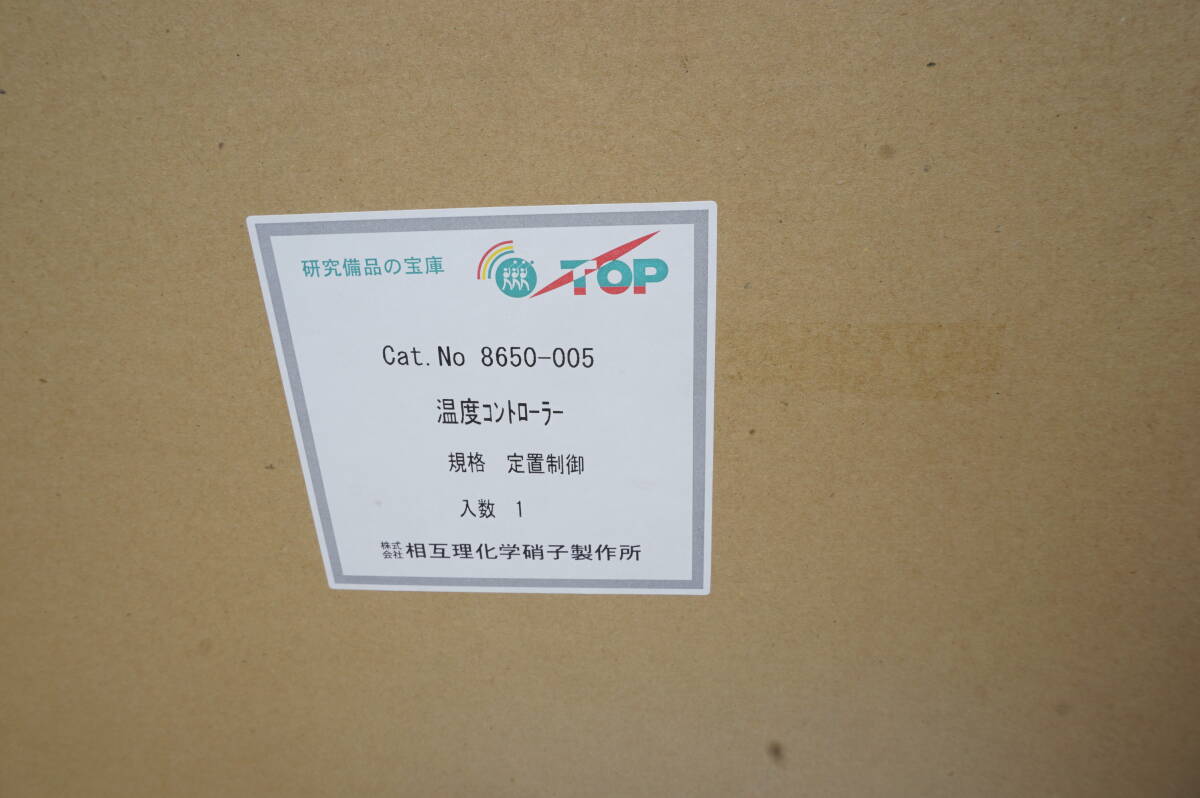 研究備品の宝庫 TOP
Cat.No 8650-005
温度ｺﾝﾄﾛｰﾗｰ
規格 定置制御
入数 1
株式会社 相互理化学硝子製作所